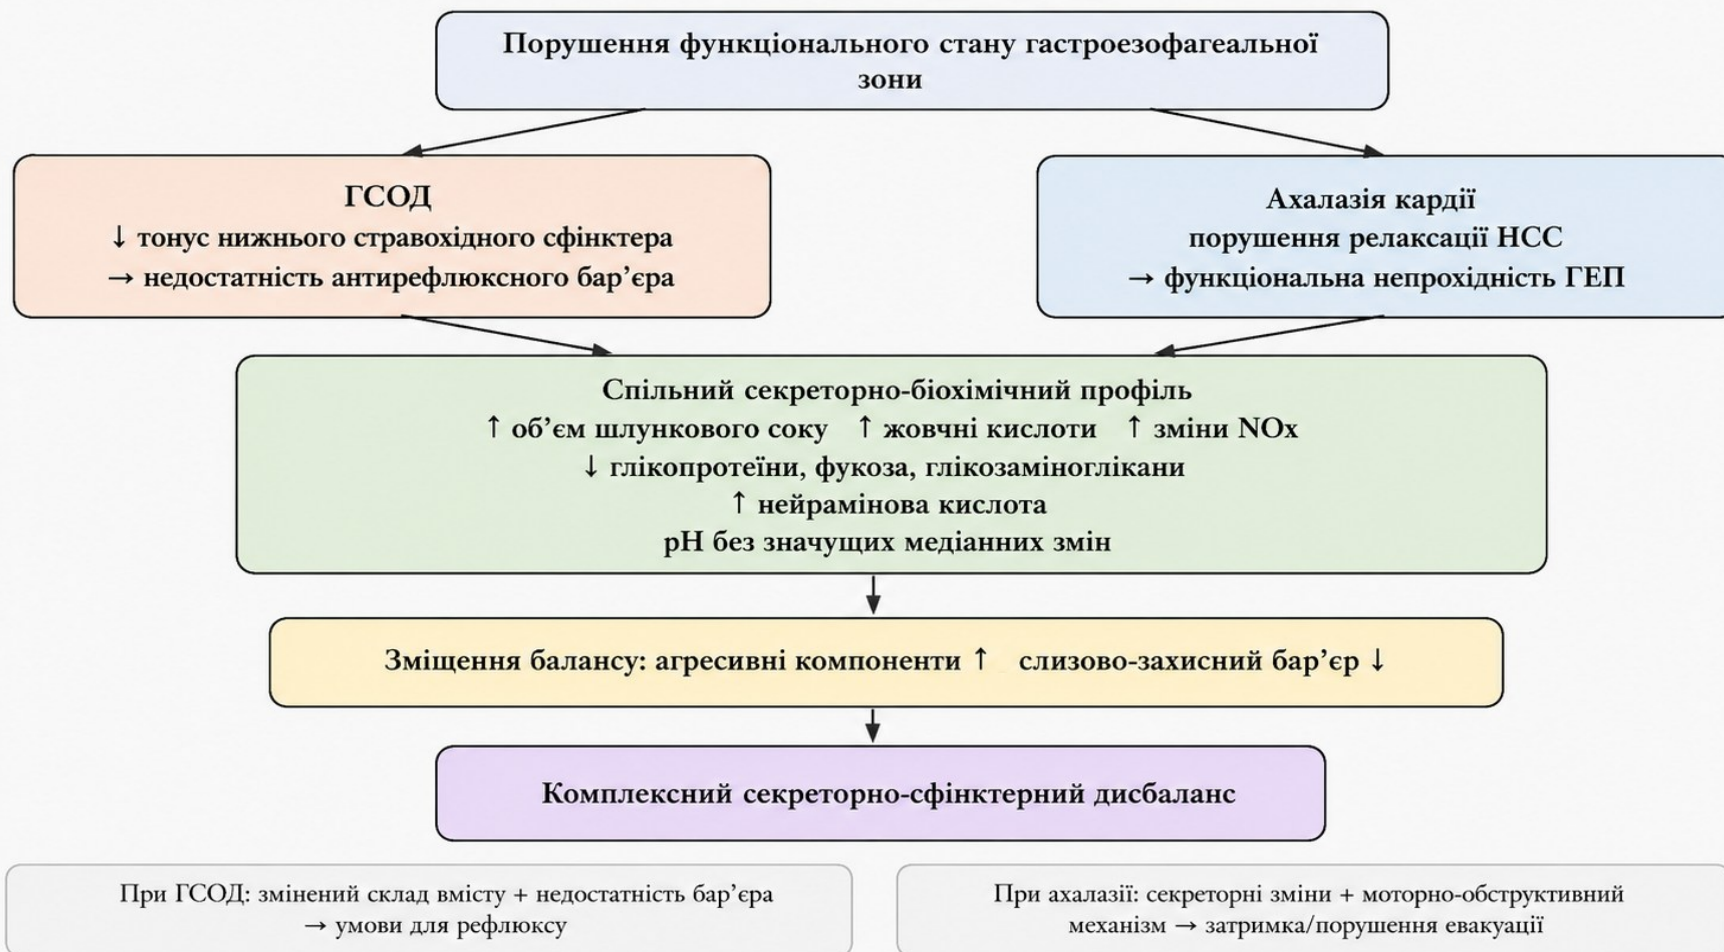 Порушення функціонального стану гастроезофагеальної
зони
ГСОД
↓ тонус нижнього стравохідного сфінктера
→ недостатність антирефлюксного бар’єра
Ахалазія кардії
порушення релаксації НСС
→ функціональна непрохідність ГЕП
Спільний секреторно-біохімічний профіль
↑ об’єм шлункового соку ↑ жовчні кислоти ↑ зміни NOx
↓ глікопротеїни, фукоза, глікозаміноглікани
↑ нейрамінова кислота
pH без значущих медіанних змін
Зміщення балансу: агресивні компоненти ↑ слизово-захисний бар’єр ↓
Комплексний секреторно-сфінктерний дисбаланс
При ГСОД: змінений склад вмісту + недостатність бар’єра
→ умови для рефлюксу
При ахалазії: секреторні зміни + моторно-обструктивний
механізм → затримка/порушення евакуації